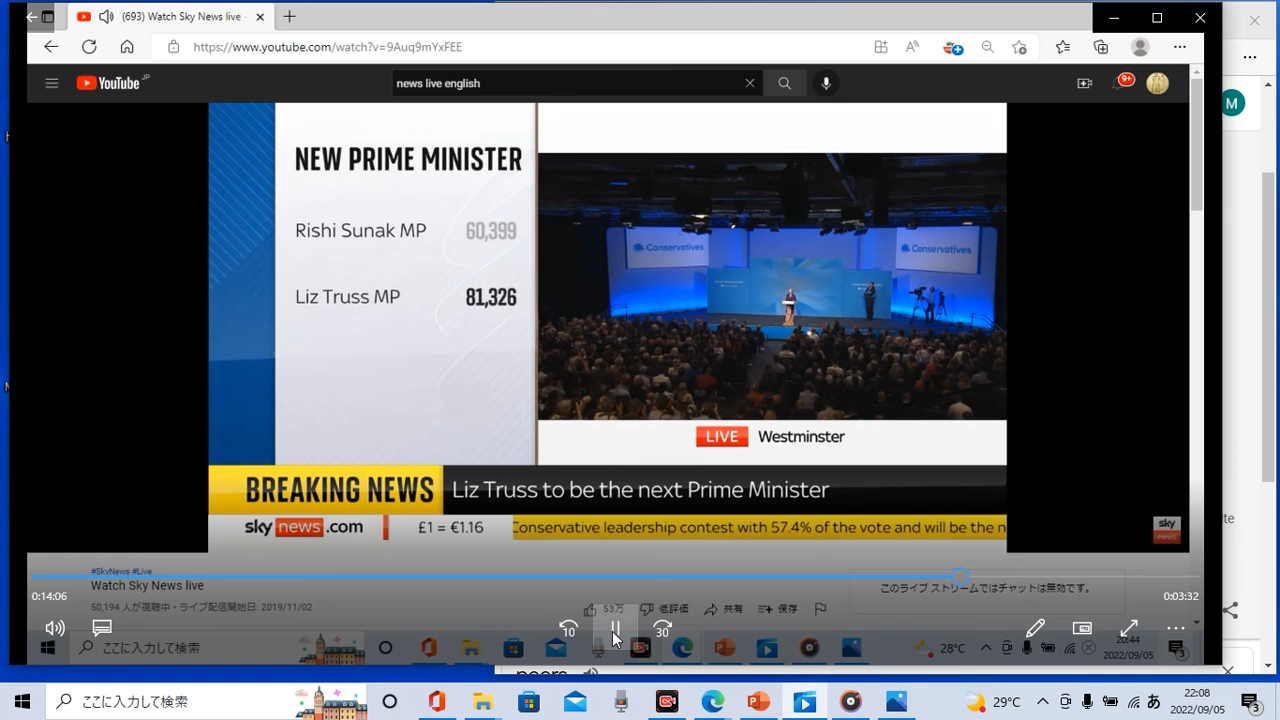 (693) Watch Sky News live -
https://www.youtube.com/watch?v=9Auq9mYxFEE
YouTube JP
news live english
9+
M
NEW PRIME MINISTER
Rishi Sunak MP 60,399
Liz Truss MP 81,326
Conservatives
Conservatives
LIVE Westminster
BREAKING NEWS Liz Truss to be the next Prime Minister
sky news.com £1 = €1.16 Conservative leadership contest with 57.4% of the vote and will be the n
sky news
#SkyNews #Live
Watch Sky News live
このライブ ストリームではチャットは無効です。
0:14:06
0:03:32
50,194 人が視聴中・ライブ配信開始日: 2019/11/02
53万 低評価 共有 保存
10
30
ここに入力して検索
28°C
20:44
2022/09/05
3
ここに入力して検索
29°C
あ
22:08
2022/09/05
3